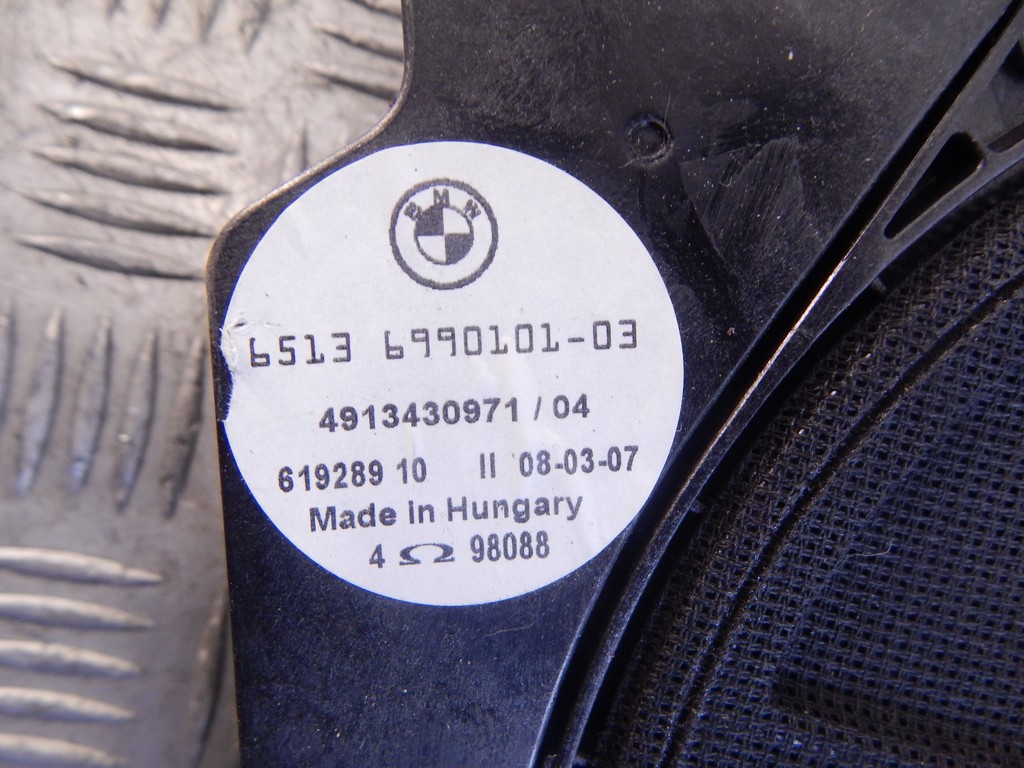 BMW
6513 6990101-03
4913430971 / 04
619289 10 II 08-03-07
Made in Hungary
4 Ω 98088